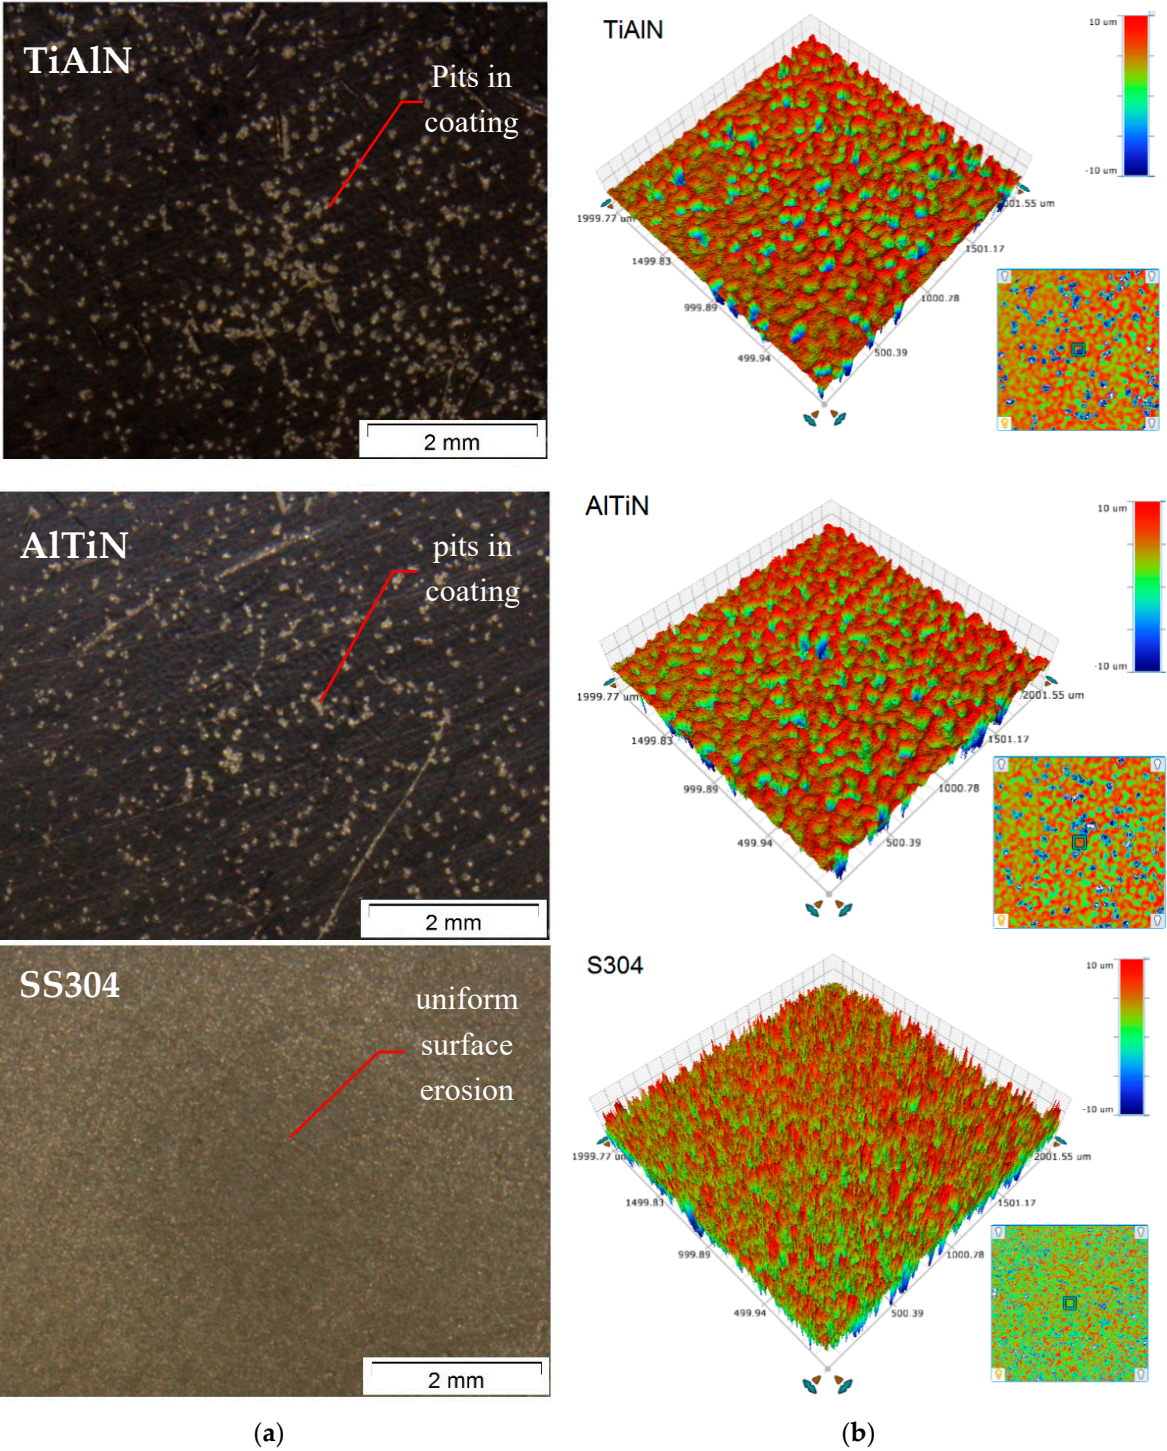 TiAlN
Pits in
coating
2 mm
TiAlN
10 um
-10 um
1999.77 um
1499.83
999.89
499.94
500.39
1000.78
1501.17
001.55 um
AlTiN
pits in
coating
2 mm
AlTiN
10 um
-10 um
1999.77 um
1499.83
999.89
499.94
500.39
1000.78
1501.17
2001.55 um
SS304
uniform
surface
erosion
2 mm
S304
10 um
-10 um
1999.77 um
1499.83
999.89
499.94
500.39
1000.78
1501.17
2001.55 um
(a)
(b)